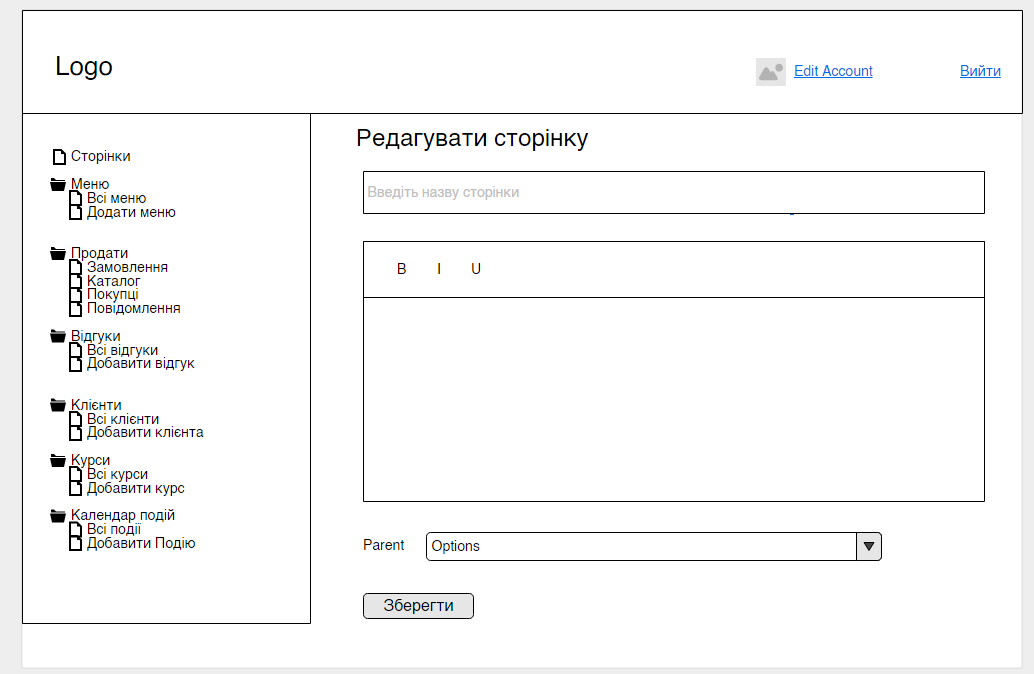 Logo
Edit Account
Вийти
Сторінки
Меню
Всі меню
Додати меню
Продати
Замовлення
Каталог
Покупці
Повідомлення
Відгуки
Всі відгуки
Добавити відгук
Клієнти
Всі клієнти
Добавити клієнта
Курси
Всі курси
Добавити курс
Календар подій
Всі події
Добавити Подію
Редагувати сторінку
Введіть назву сторінки
B I U
Parent Options
Зберегти